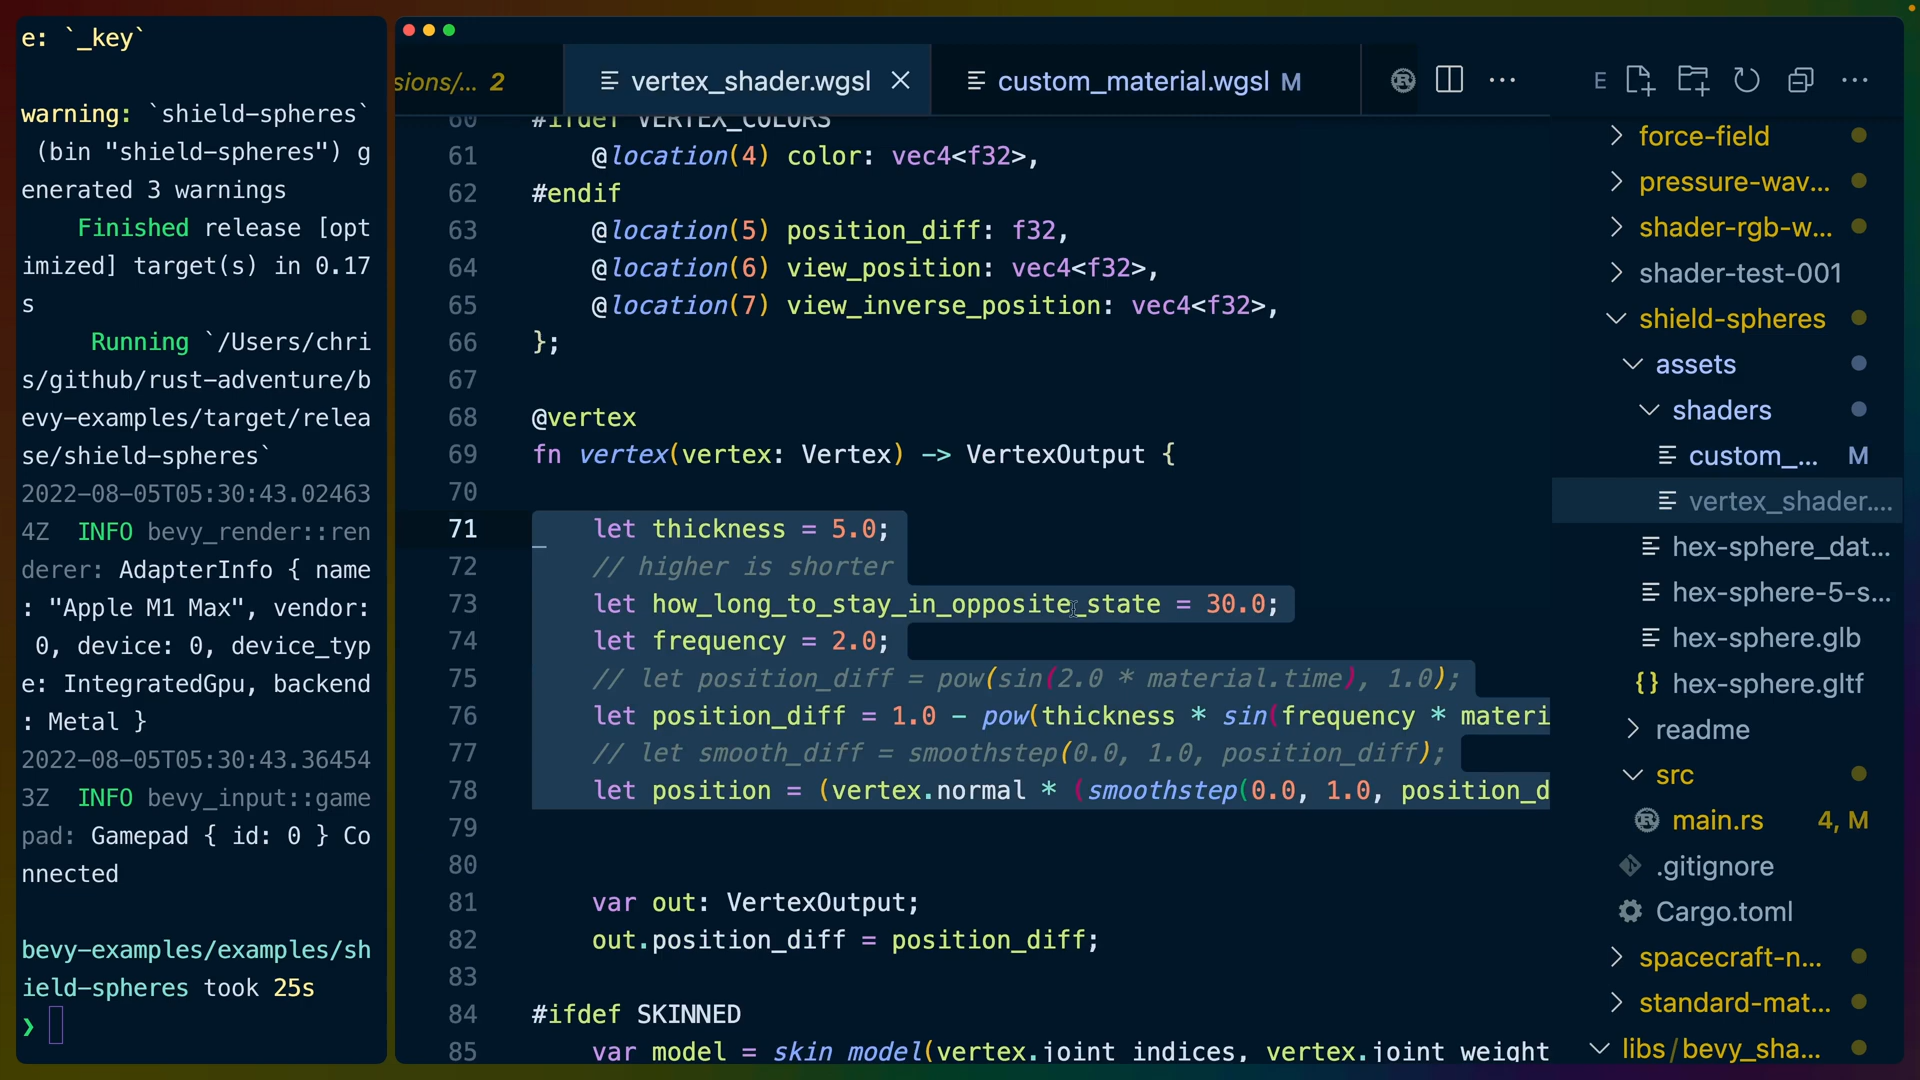 e: `_key`
warning: `shield-spheres`
(bin "shield-spheres") g
enerated 3 warnings
Finished release [opt
imized] target(s) in 0.17
s
Running `/Users/chri
s/github/rust-adventure/b
evy-examples/target/relea
se/shield-spheres`
2022-08-05T05:30:43.02463
4Z  INFO bevy_render::ren
derer: AdapterInfo { name
: "Apple M1 Max", vendor:
0, device: 0, device_typ
e: IntegratedGpu, backend
: Metal }
2022-08-05T05:30:43.36454
3Z  INFO bevy_input::game
pad: Gamepad { id: 0 } Co
nnected
bevy-examples/examples/sh
ield-spheres took 25s
❯
sions/... 2
vertex_shader.wgsl
custom_material.wgsl M
60 #ifdef VERTEX_COLORS
61 @location(4) color: vec4<f32>,
62 #endif
63 @location(5) position_diff: f32,
64 @location(6) view_position: vec4<f32>,
65 @location(7) view_inverse_position: vec4<f32>,
66 };
67
68 @vertex
69 fn vertex(vertex: Vertex) -> VertexOutput {
70
71 let thickness = 5.0;
72 // higher is shorter
73 let how_long_to_stay_in_opposite_state = 30.0;
74 let frequency = 2.0;
75 // let position_diff = pow(sin(2.0 * material.time), 1.0);
76 let position_diff = 1.0 - pow(thickness * sin(frequency * materi
77 // let smooth_diff = smoothstep(0.0, 1.0, position_diff);
78 let position = (vertex.normal * (smoothstep(0.0, 1.0, position_d
79
80
81 var out: VertexOutput;
82 out.position_diff = position_diff;
83
84 #ifdef SKINNED
85 var model = skin_model(vertex.joint_indices, vertex.joint_weight
E
force-field
pressure-wav...
shader-rgb-w...
shader-test-001
shield-spheres
assets
shaders
custom_... M
vertex_shader....
hex-sphere_dat...
hex-sphere-5-s...
hex-sphere.glb
{} hex-sphere.gltf
readme
src
main.rs 4, M
.gitignore
Cargo.toml
spacecraft-n...
standard-mat...
libs/bevy_sha...